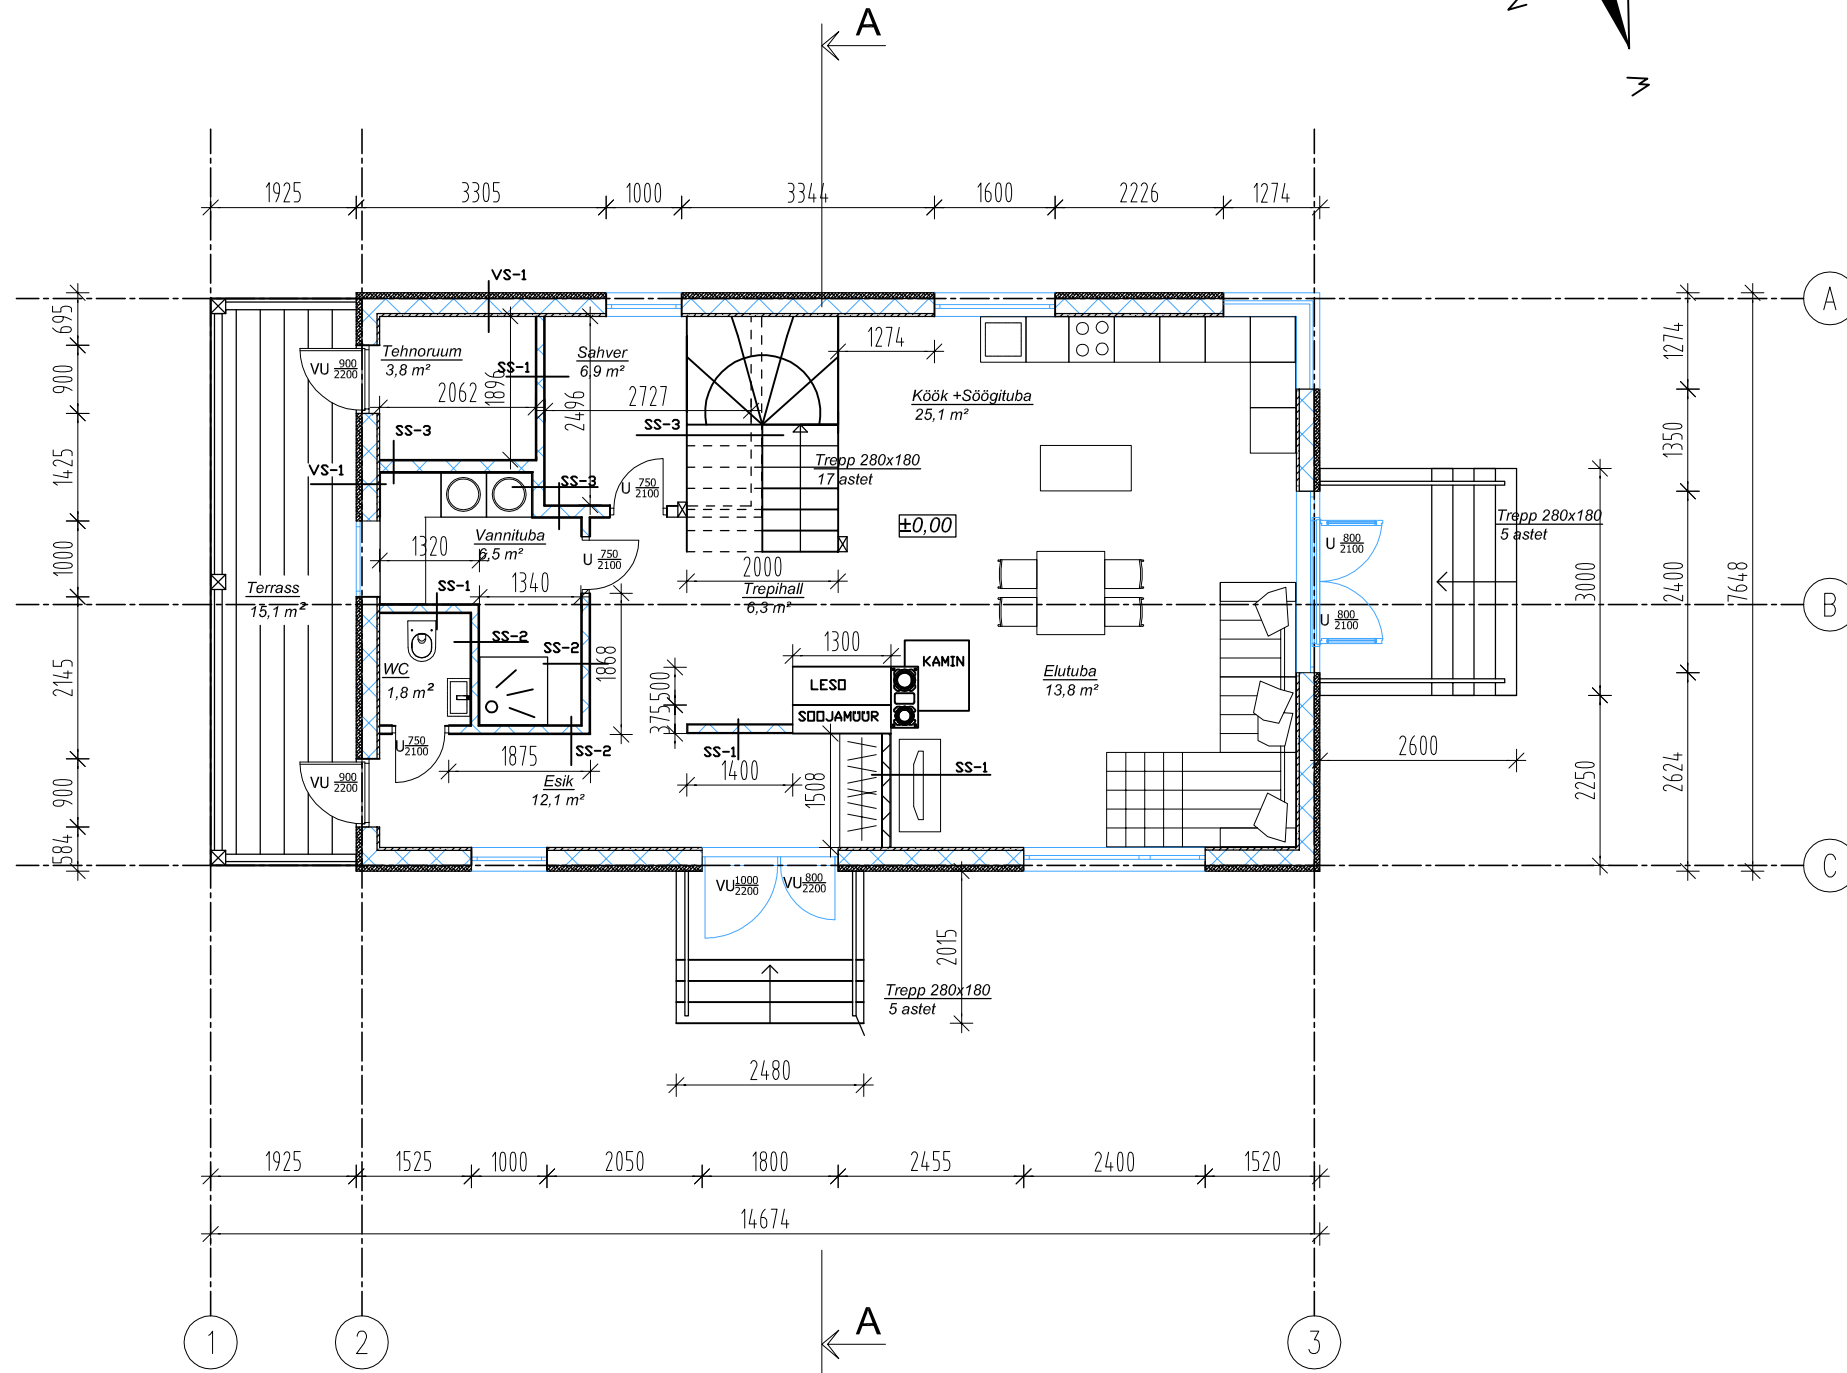 A
N
W
1925
3305
1000
3344
1600
2226
1274
A
B
C
695
900
1425
1000
2145
900
584
VS-1
Tehnoruum
3,8 m²
VU 900
2200
2062
1896
SS-1
Sahver
6,9 m²
2496
2727
SS-3
1274
Köök +Söögituba
25,1 m²
Trepp 280x180
17 astet
SS-3
VS-1
SS-3
U 750
2100
±0,00
Vannituba
6,5 m²
1320
U 750
2100
2000
Trepihall
6,3 m²
SS-1
1340
Terrass
15,1 m²
SS-2
SS-2
1868
WC
1,8 m²
1300
KAMIN
LESO
SOOJAMÜÜR
500
375
Elutuba
13,8 m²
U 750
2100
SS-2
SS-1
1875
1400
SS-1
1508
Esik
12,1 m²
VU 900
2200
VU 1000
2200
VU 800
2200
U 800
2100
U 800
2100
Trepp 280x180
5 astet
3000
1274
1350
2400
2624
7648
2600
2250
2015
Trepp 280x180
5 astet
2480
1925
1525
1000
2050
1800
2455
2400
1520
14674
A
1
2
3